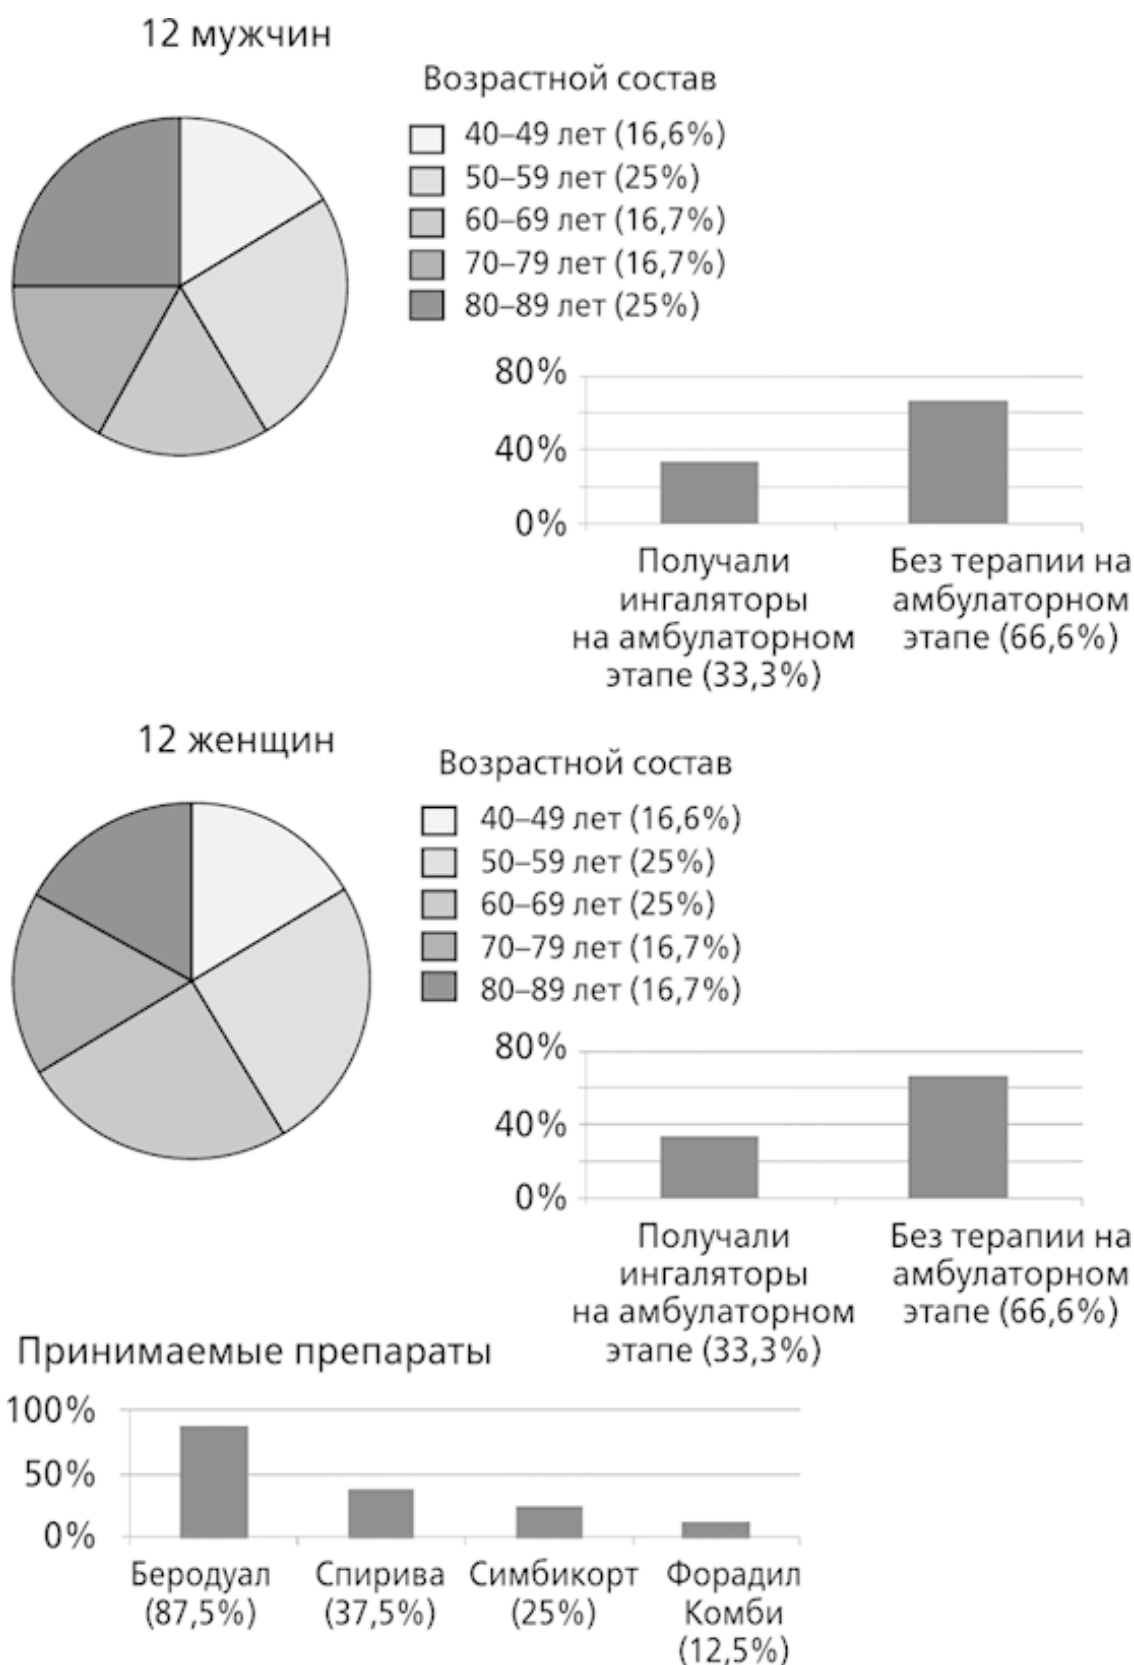 12 мужчин
Возрастной состав
40–49 лет (16,6%)
50–59 лет (25%)
60–69 лет (16,7%)
70–79 лет (16,7%)
80–89 лет (25%)
80%
40%
0%
Получали
ингаляторы
на амбулаторном
этапе (33,3%)
Без терапии на
амбулаторном
этапе (66,6%)
12 женщин
Возрастной состав
40–49 лет (16,6%)
50–59 лет (25%)
60–69 лет (25%)
70–79 лет (16,7%)
80–89 лет (16,7%)
80%
40%
0%
Получали
ингаляторы
на амбулаторном
этапе (33,3%)
Без терапии на
амбулаторном
этапе (66,6%)
Принимаемые препараты
100%
50%
0%
Беродуал
(87,5%)
Спирива
(37,5%)
Симбикорт
(25%)
Форадил
Комби
(12,5%)